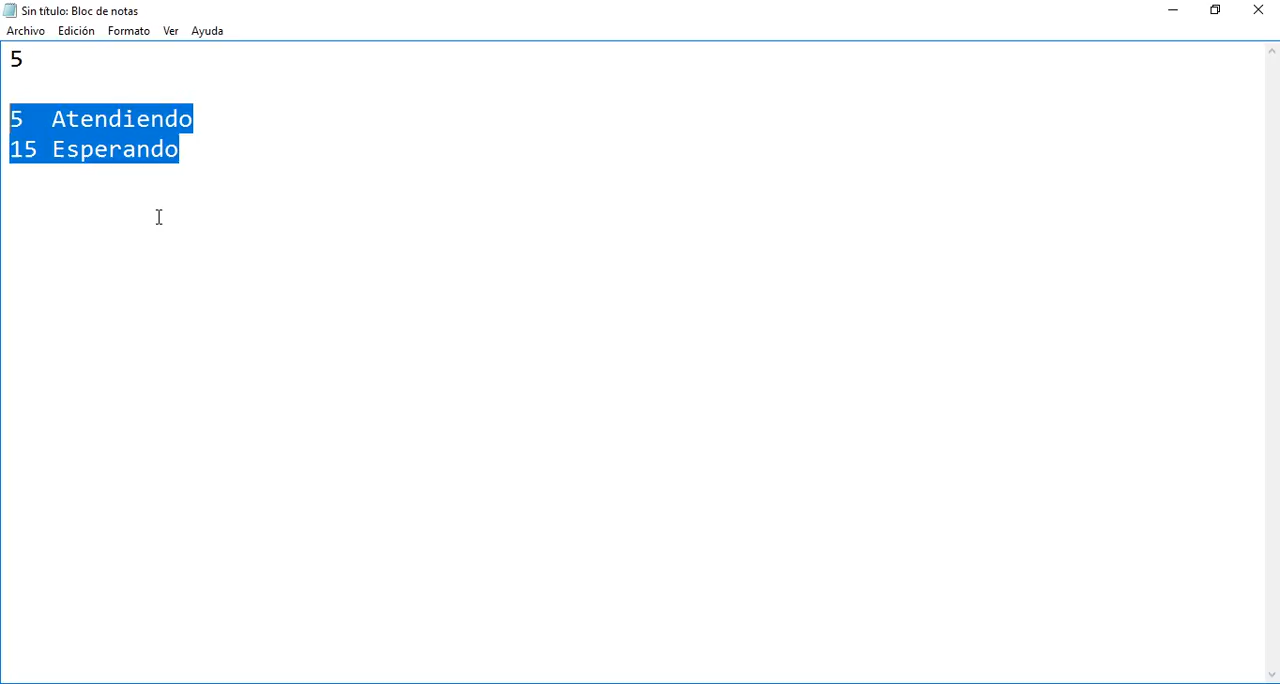 Sin título: Bloc de notas
Archivo Edición Formato Ver Ayuda
5
5 Atendiendo
15 Esperando